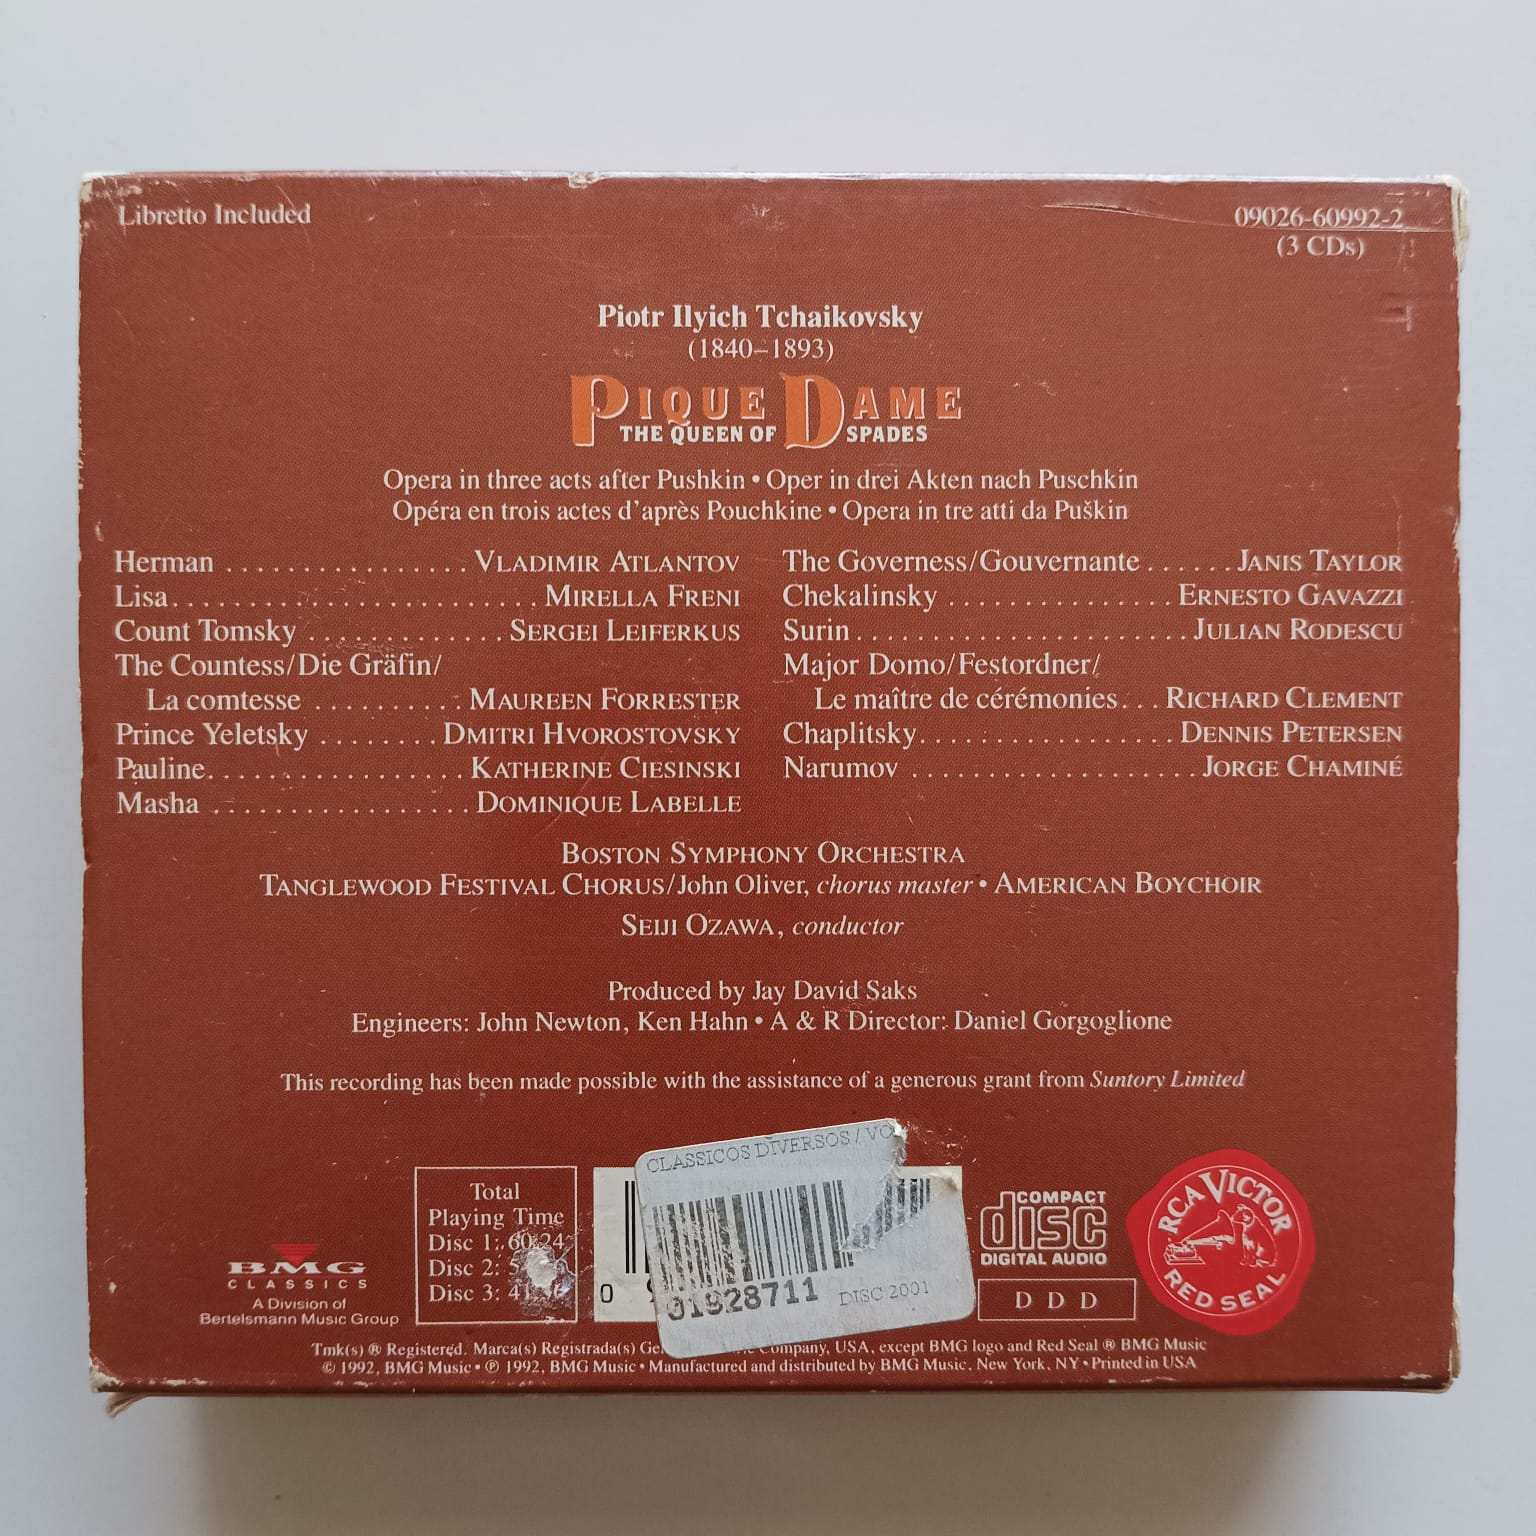 Libretto Included
09026-60992-2
(3 CDs)
Piotr Ilyich Tchaikovsky
(1840–1893)
PIQUE DAME
THE QUEEN OF SPADES
Opera in three acts after Pushkin • Oper in drei Akten nach Puschkin
Opéra en trois actes d'après Pouchkine • Opera in tre atti da Puškin
Herman . . . . . . . . . . . . . . . . VLADIMIR ATLANTOV
Lisa. . . . . . . . . . . . . . . . . . . . . . . . MIRELLA FRENI
Count Tomsky . . . . . . . . . . . . . SERGEI LEIFERKUS
The Countess/Die Gräfin/
La comtesse . . . . . . . . . . MAUREEN FORRESTER
Prince Yeletsky . . . . . . . . DMITRI HVOROSTOVSKY
Pauline. . . . . . . . . . . . . . . . . . KATHERINE CIESINSKI
Masha . . . . . . . . . . . . . . . . . . DOMINIQUE LABELLE
The Governess/Gouvernante . . . . . . JANIS TAYLOR
Chekalinsky . . . . . . . . . . . . . . . . ERNESTO GAVAZZI
Surin . . . . . . . . . . . . . . . . . . . . . . . JULIAN RODESCU
Major Domo/Festordner/
Le maître de cérémonies. . . RICHARD CLEMENT
Chaplitsky. . . . . . . . . . . . . . . . . . DENNIS PETERSEN
Narumov . . . . . . . . . . . . . . . . . . . . JORGE CHAMINÉ
BOSTON SYMPHONY ORCHESTRA
TANGLEWOOD FESTIVAL CHORUS/John Oliver, chorus master • AMERICAN BOYCHOIR
SEIJI OZAWA, conductor
Produced by Jay David Saks
Engineers: John Newton, Ken Hahn • A & R Director: Daniel Gorgoglione
This recording has been made possible with the assistance of a generous grant from Suntory Limited
BMG
CLASSICS
A Division of
Bertelsmann Music Group
Total
Playing Time
Disc 1: 60:24
Disc 2:
Disc 3:
0
CLASSICOS DIVERSOS / VO
01928711
DISC 2001
COMPACT
disc
DIGITAL AUDIO
D D D
RCA VICTOR
RED SEAL
Tmk(s) ® Registered. Marca(s) Registrada(s) Company, USA, except BMG logo and Red Seal ® BMG Music
© 1992, BMG Music • ℗ 1992, BMG Music • Manufactured and distributed by BMG Music, New York, NY • Printed in USA